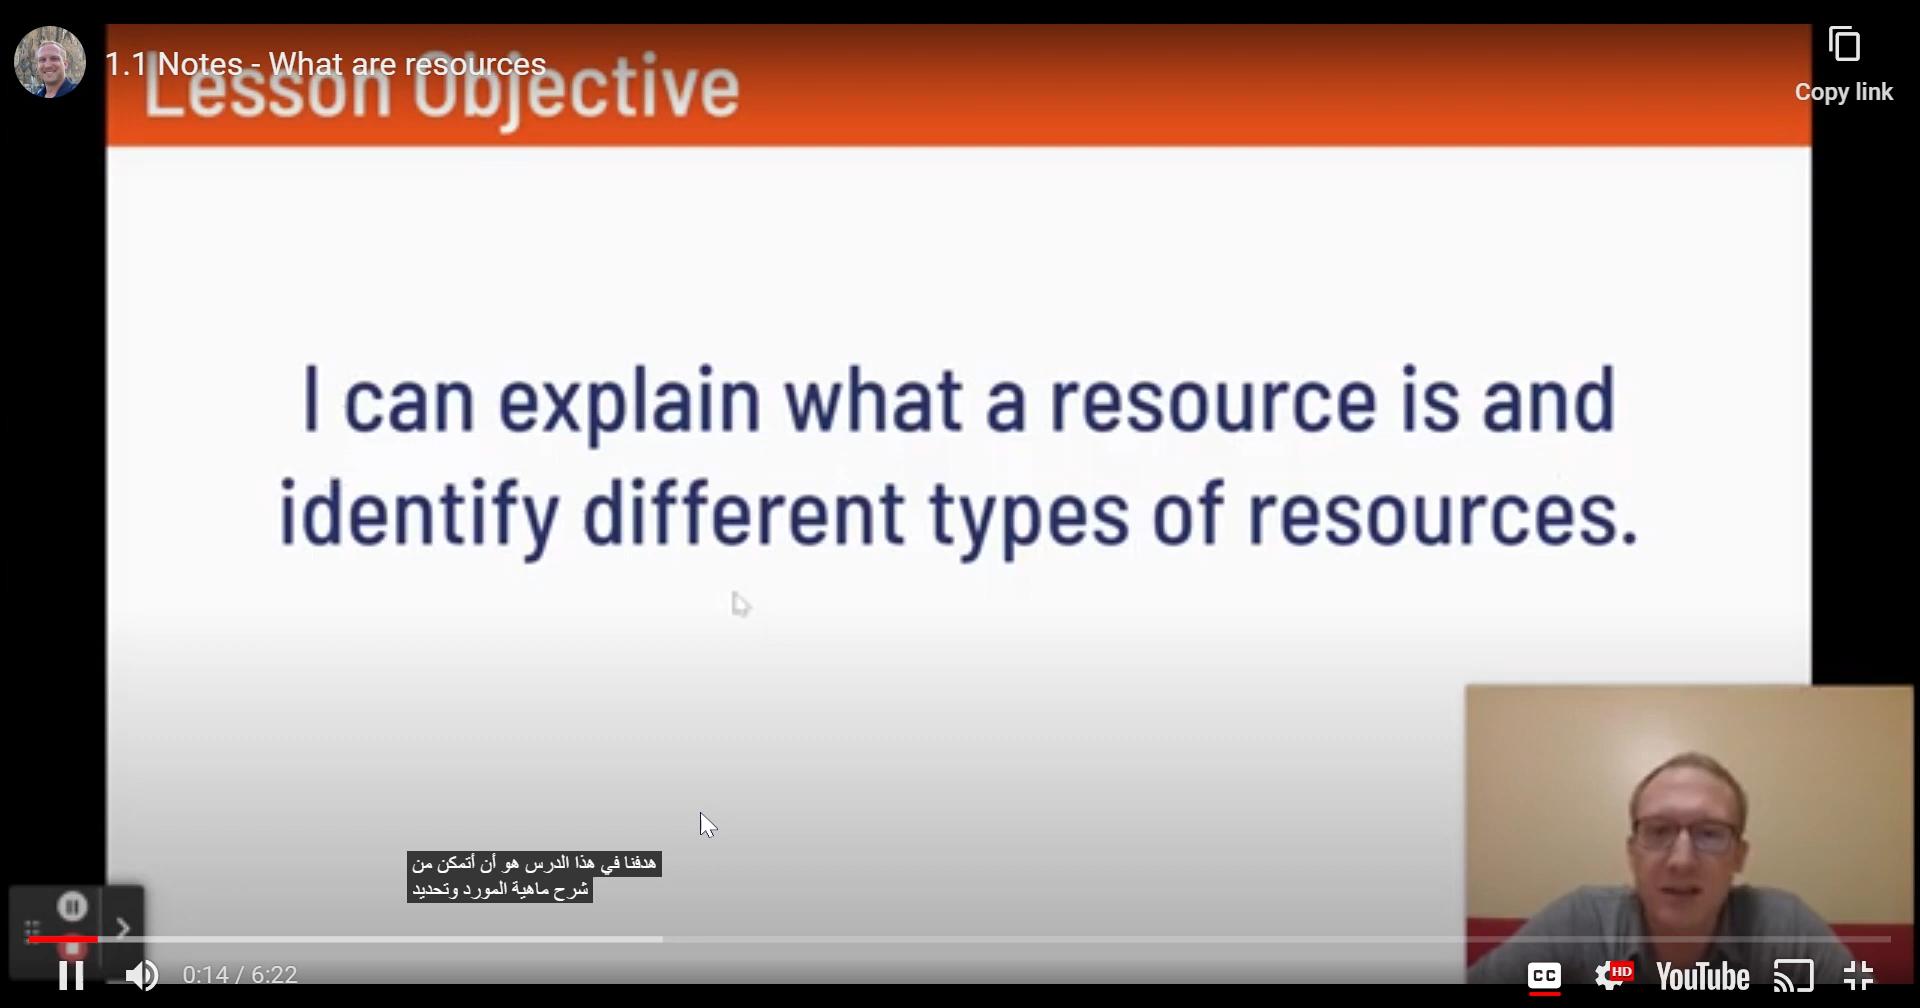 1.1 Notes - What are resources
Copy link
Lesson Objective
I can explain what a resource is and
identify different types of resources.
هدفنا في هذا الدرس هو أن أتمكن من
شرح ماهية المورد وتحديد
0:14 / 6:22
CC
HD
YouTube